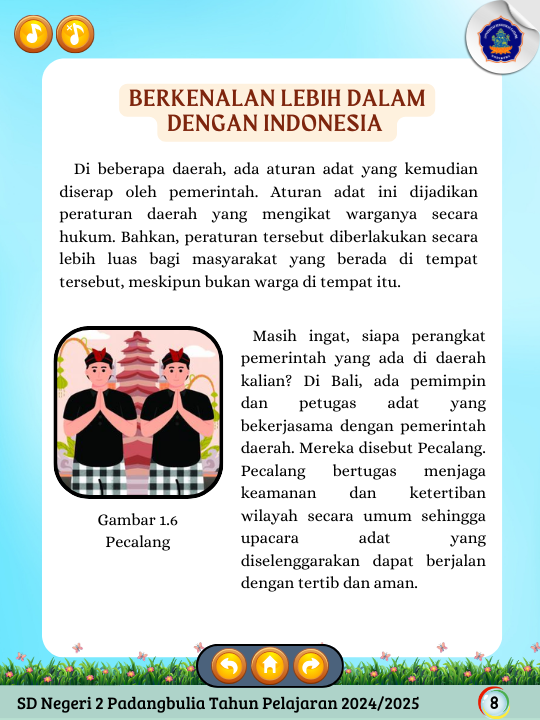 BERKENALAN LEBIH DALAM
DENGAN INDONESIA
Di beberapa daerah, ada aturan adat yang kemudian
diserap oleh pemerintah. Aturan adat ini dijadikan
peraturan daerah yang mengikat warganya secara
hukum. Bahkan, peraturan tersebut diberlakukan secara
lebih luas bagi masyarakat yang berada di tempat
tersebut, meskipun bukan warga di tempat itu.
Masih ingat, siapa perangkat
pemerintah yang ada di daerah
kalian? Di Bali, ada pemimpin
dan petugas adat yang
bekerjasama dengan pemerintah
daerah. Mereka disebut Pecalang.
Pecalang bertugas menjaga
keamanan dan ketertiban
wilayah secara umum sehingga
upacara adat yang
diselenggarakan dapat berjalan
dengan tertib dan aman.
Gambar 1.6
Pecalang
SD Negeri 2 Padangbulia Tahun Pelajaran 2024/2025
8